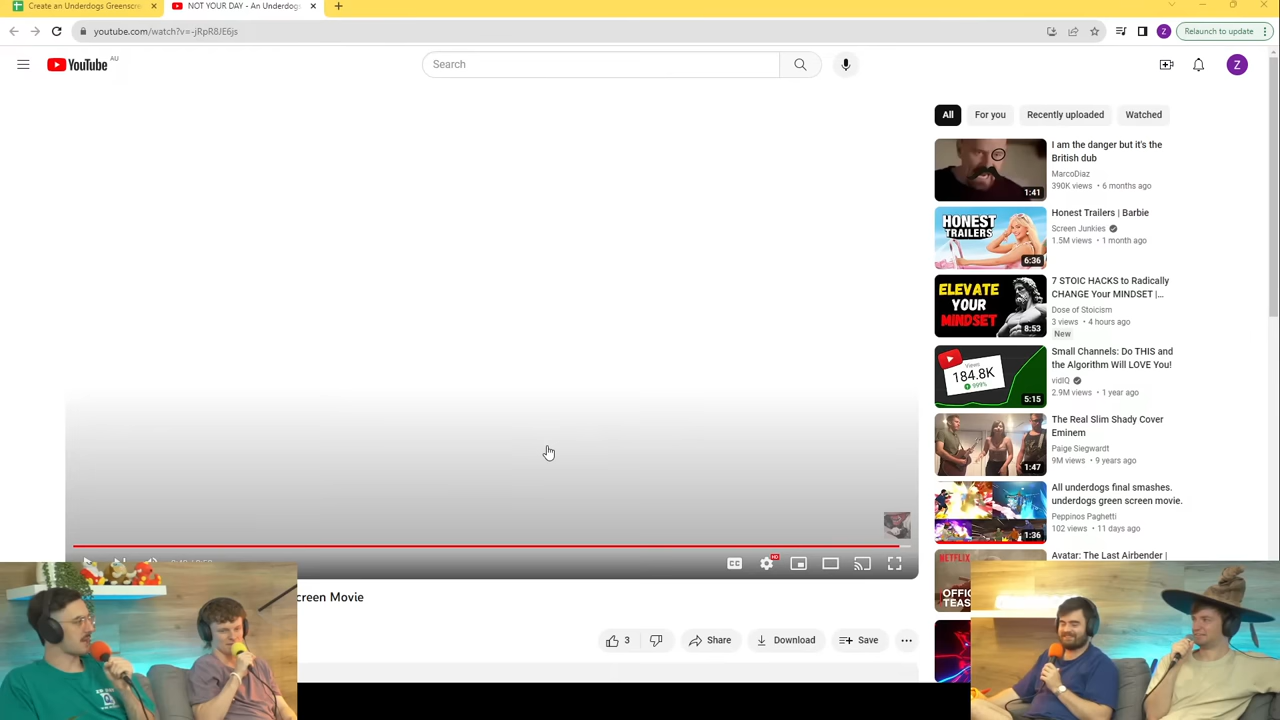 Create an Underdogs Greenscre
NOT YOUR DAY - An Underdogs
youtube.com/watch?v=-jRpR8JE6js
Z
Relaunch to update
YouTube AU
Search
Z
All
For you
Recently uploaded
Watched
I am the danger but it's the
British dub
MarcoDiaz
390K views • 6 months ago
1:41
HONEST
TRAILERS
6:36
Honest Trailers | Barbie
Screen Junkies
1.5M views • 1 month ago
ELEVATE
YOUR
MINDSET
8:53
7 STOIC HACKS to Radically
CHANGE Your MINDSET |...
Dose of Stoicism
3 views • 4 hours ago
New
Views
184.8K
999%
5:15
Small Channels: Do THIS and
the Algorithm Will LOVE You!
vidIQ
2.9M views • 1 year ago
1:47
The Real Slim Shady Cover
Eminem
Paige Siegwardt
9M views • 9 years ago
1:36
All underdogs final smashes.
underdogs green screen movie.
Peppinos Paghetti
102 views • 11 days ago
NETFLIX
Avatar: The Last Airbender |
CC
HD
creen Movie
3
Share
Download
Save